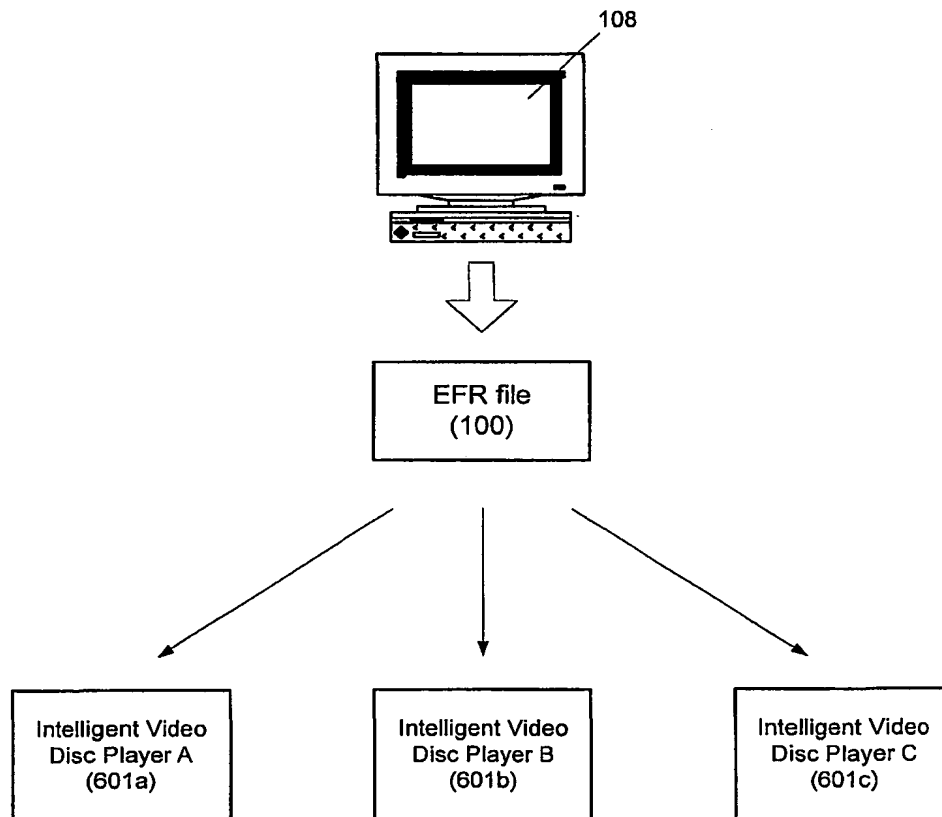 108
EFR file
(100)
Intelligent Video
Disc Player A
(601a)
Intelligent Video
Disc Player B
(601b)
Intelligent Video
Disc Player C
(601c)